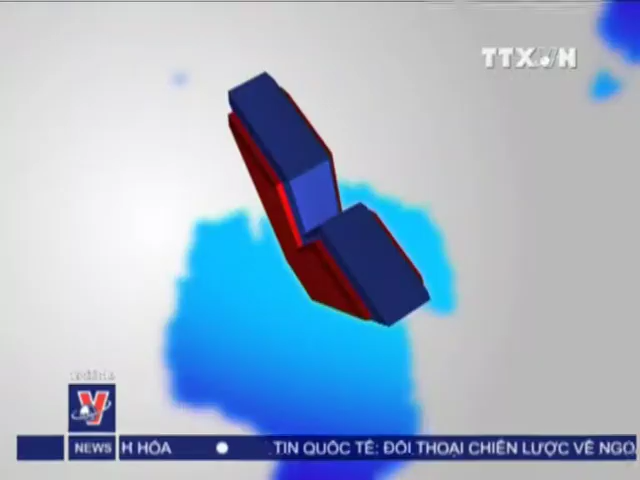 TTXVN
NEWS
H HÓA
TIN QUỐC TẾ: ĐỐI THOẠI CHIẾN LƯỢC VỀ NGO